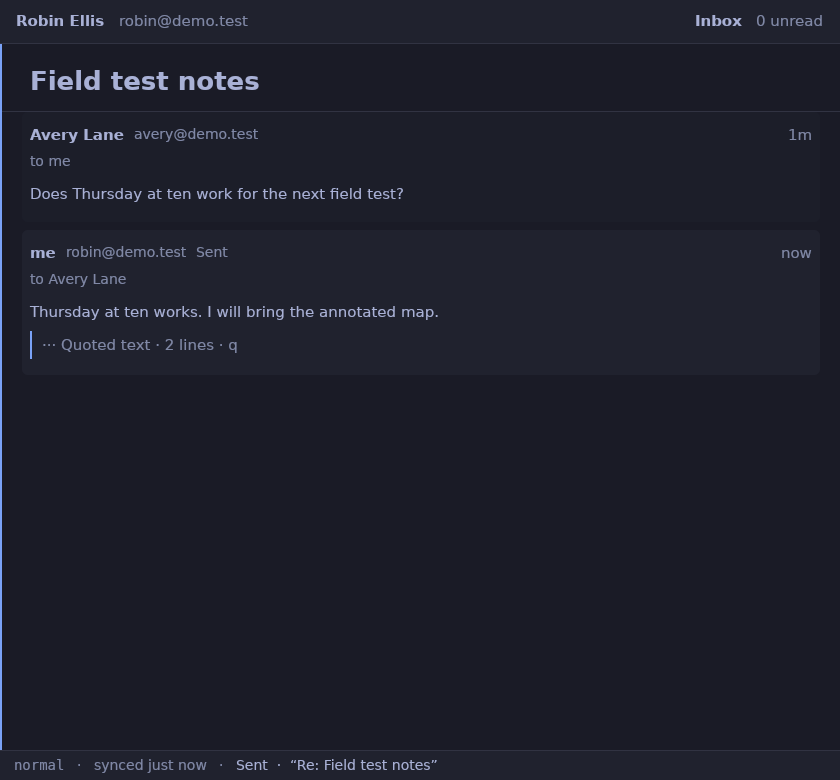 Robin Ellis robin@demo.test Inbox 0 unread
Field test notes
Avery Lane avery@demo.test 1m
to me
Does Thursday at ten work for the next field test?
me robin@demo.test Sent now
to Avery Lane
Thursday at ten works. I will bring the annotated map.
··· Quoted text · 2 lines · q
normal · synced just now · Sent · “Re: Field test notes”